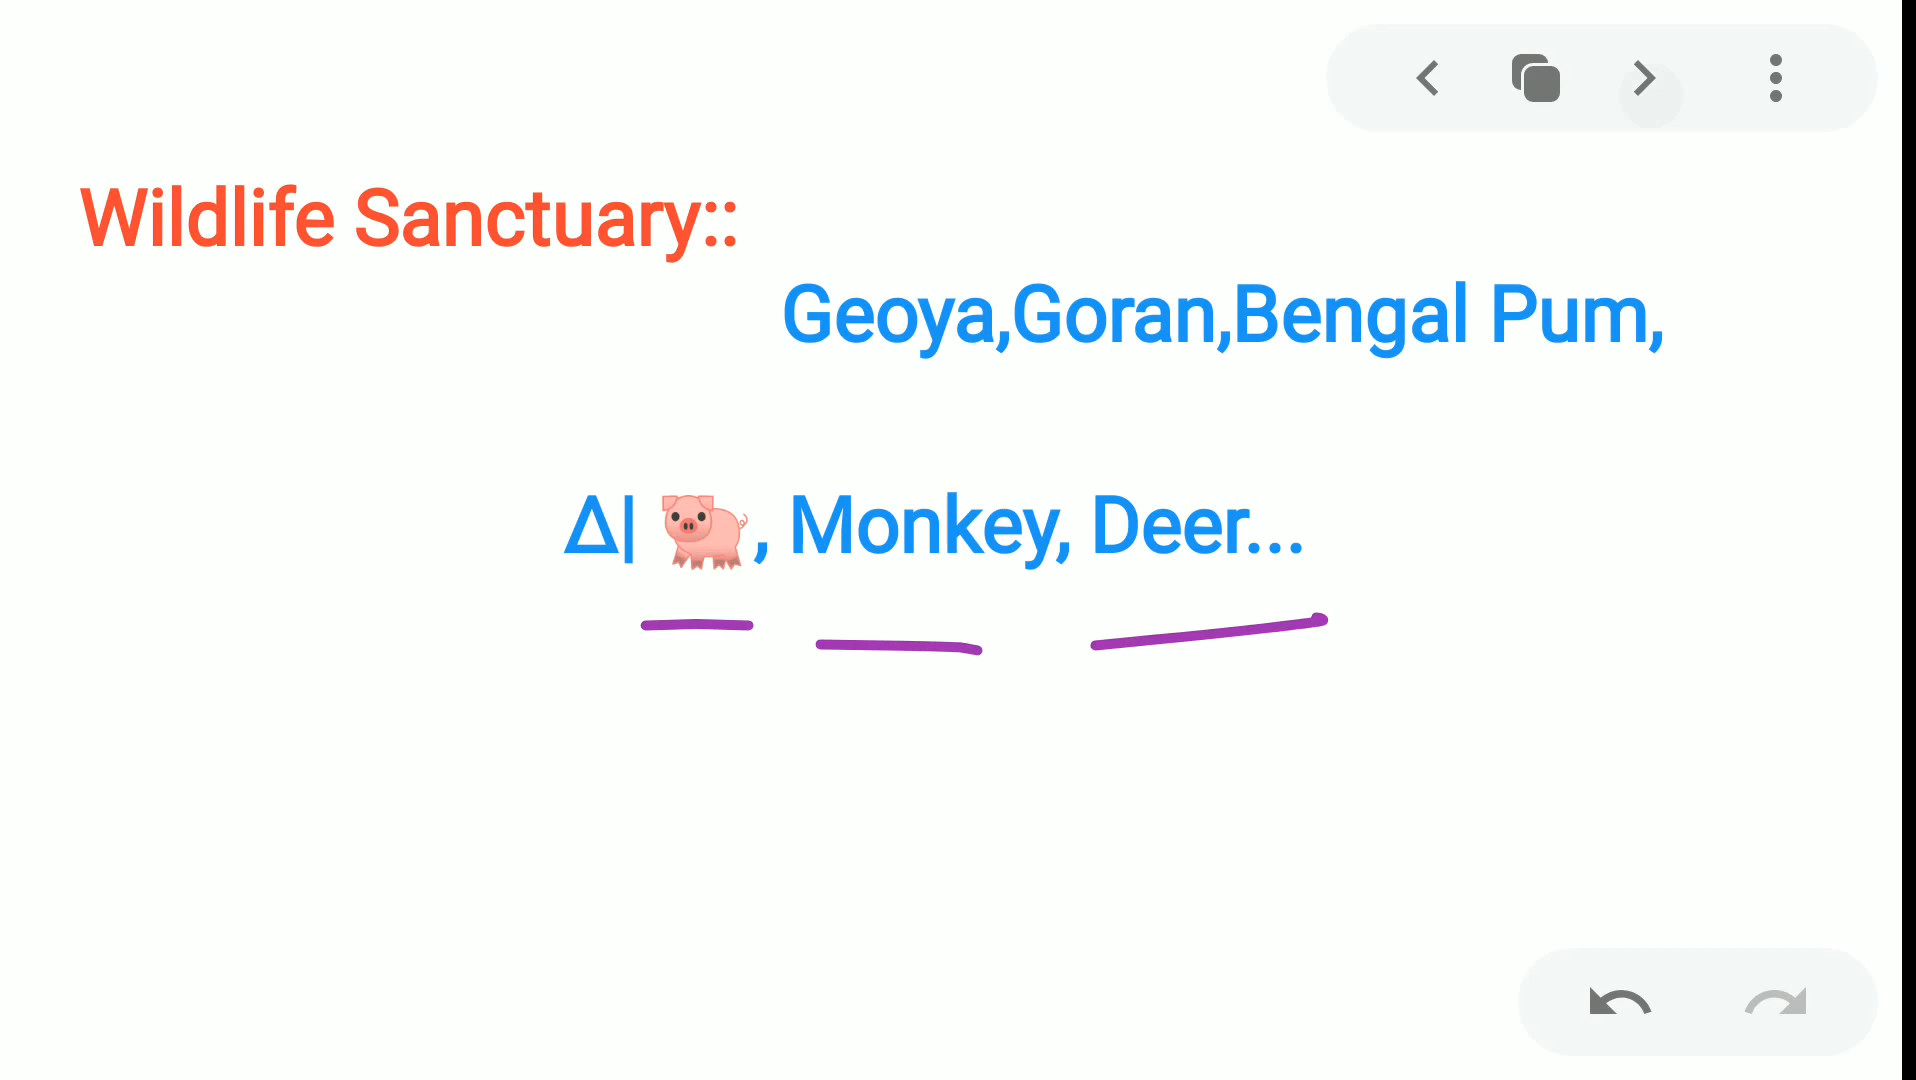 Wildlife Sanctuary::
Geoya,Goran,Bengal Pum,
Δ| 🐖, Monkey, Deer...